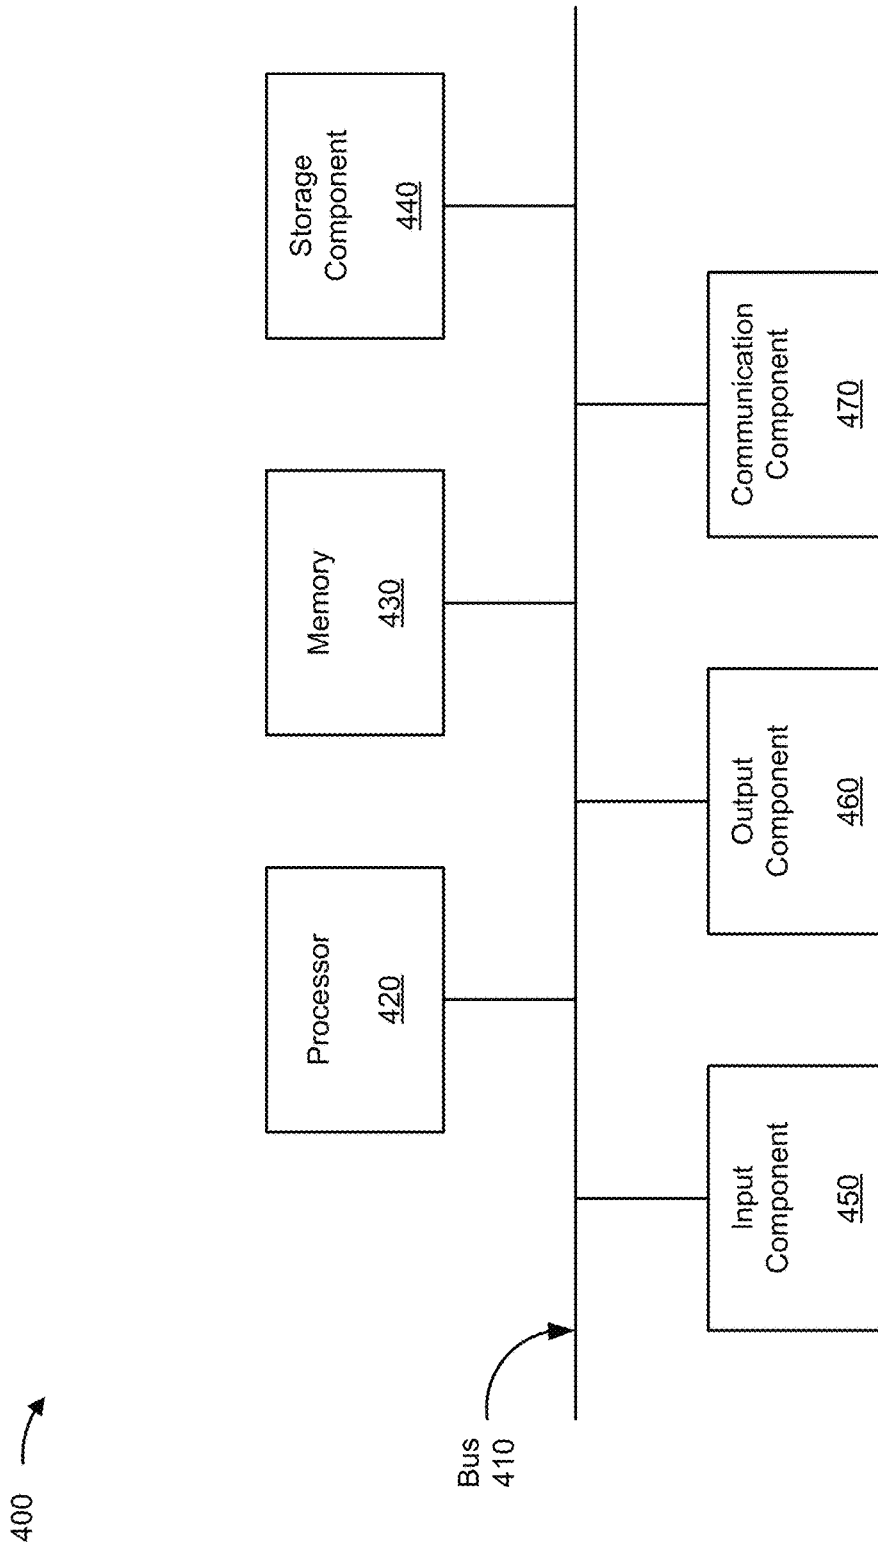 400
Bus
410
Processor
420
Memory
430
Storage
Component
440
Input
Component
450
Output
Component
460
Communication
Component
470